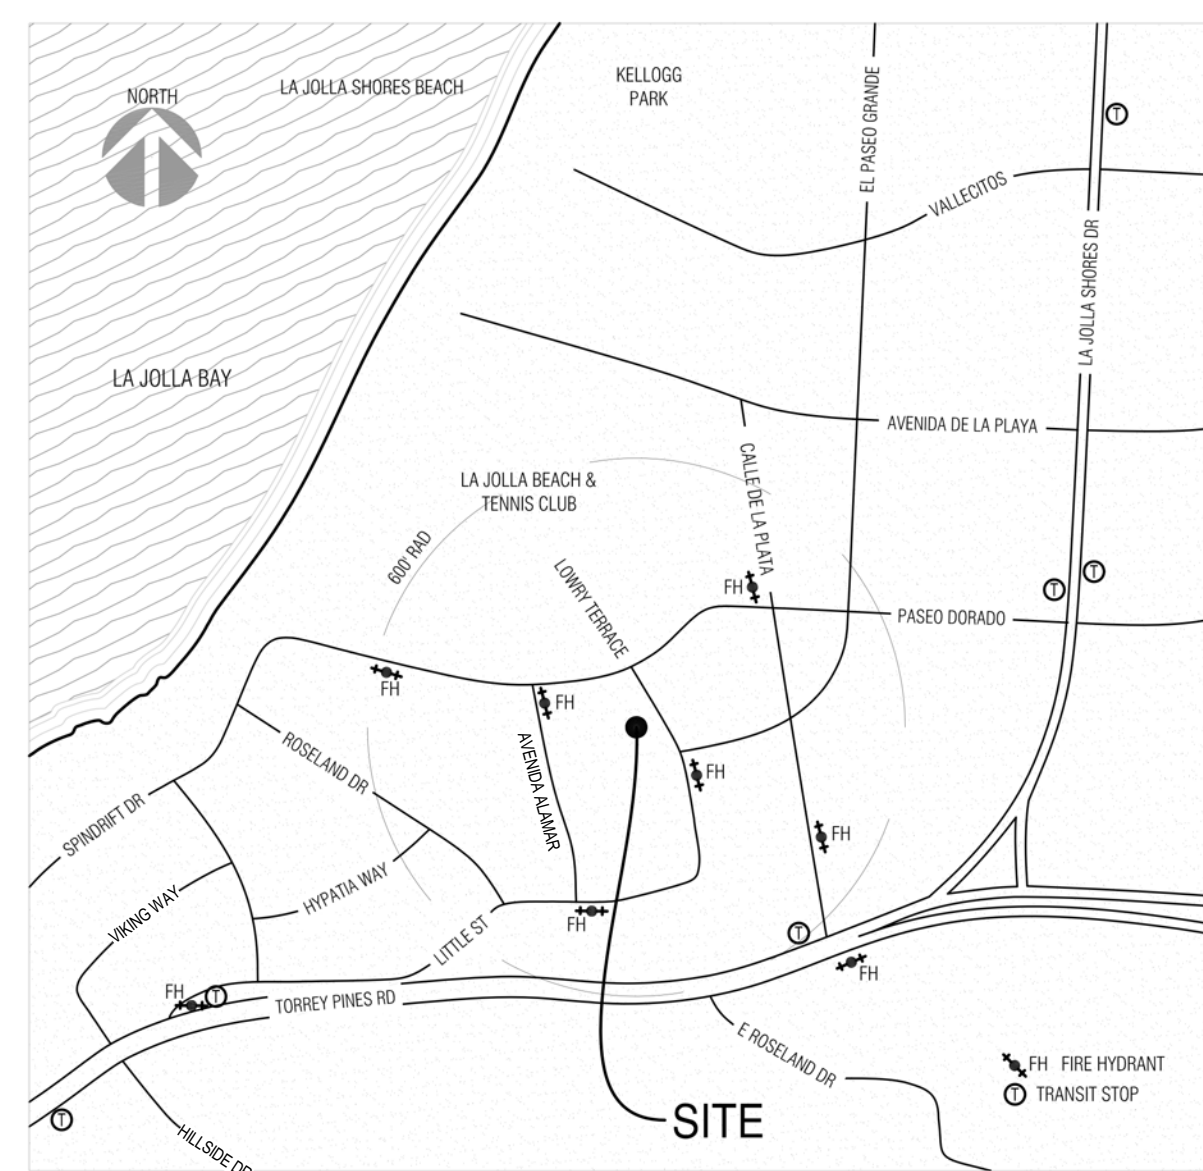 NORTH
LA JOLLA SHORES BEACH
KELLOGG
PARK
EL PASEO GRANDE
T
VALLECITOS
LA JOLLA SHORES DR
LA JOLLA BAY
AVENIDA DE LA PLAYA
CALLE DE LA PLATA
LA JOLLA BEACH &
TENNIS CLUB
600' RAD
LOWRY TERRACE
FH
T
T
PASEO DORADO
FH
FH
ROSELAND DR
AVENIDA ALAMAR
FH
SPINDRIFT DR
FH
HYPATIA WAY
VIKING WAY
FH
LITTLE ST
T
FH
FH
T
TORREY PINES RD
E ROSELAND DR
FH FIRE HYDRANT
T TRANSIT STOP
T
SITE
HILLSIDE DR